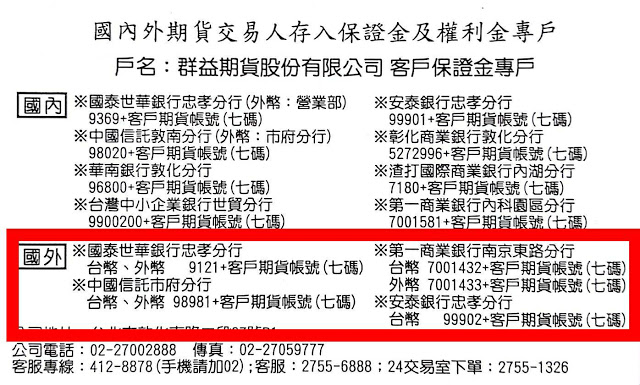 國內外期貨交易人存入保證金及權利金專戶
戶名：群益期貨股份有限公司 客戶保證金專戶
國內
※國泰世華銀行忠孝分行(外幣：營業部)
9369+客戶期貨帳號(七碼)
※中國信託敦南分行(外幣：市府分行)
98020+客戶期貨帳號(七碼)
※華南銀行敦化分行
96800+客戶期貨帳號(七碼)
※台灣中小企業銀行世貿分行
9900200+客戶期貨帳號(七碼)
※安泰銀行忠孝分行
99901+客戶期貨帳號(七碼)
※彰化商業銀行敦化分行
5272996+客戶期貨帳號(七碼)
※渣打國際商業銀行內湖分行
7180+客戶期貨帳號(七碼)
※第一商業銀行內科園區分行
7001581+客戶期貨帳號(七碼)
國外
※國泰世華銀行忠孝分行
台幣、外幣 9121+客戶期貨帳號(七碼)
※中國信託市府分行
台幣、外幣 98981+客戶期貨帳號(七碼)
※第一商業銀行南京東路分行
台幣 7001432+客戶期貨帳號(七碼)
外幣 7001433+客戶期貨帳號(七碼)
※安泰銀行忠孝分行
台幣 99902+客戶期貨帳號(七碼)
公司電話：02-27002888 傳真：02-27059777
客服專線：412-8878(手機請加02)；客服：2755-6888；24交易室下單：2755-1326